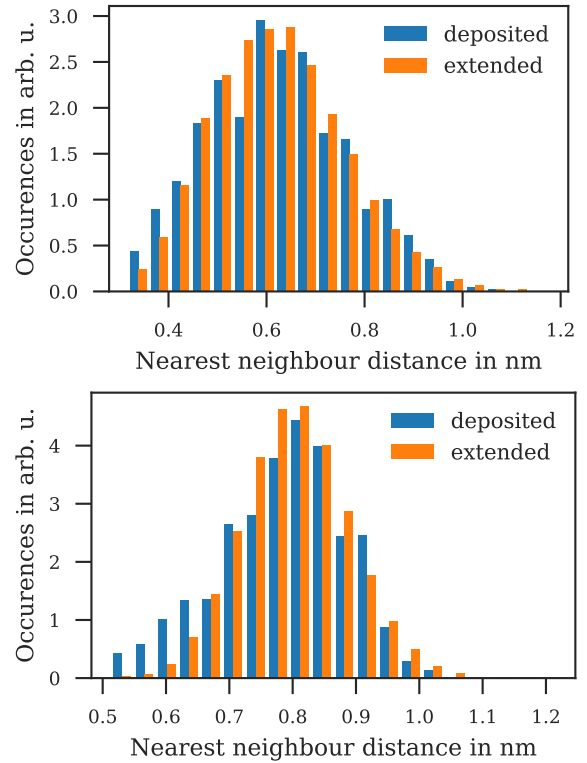 3.0
2.5
2.0
1.5
1.0
0.5
0.0
Occurences in arb. u.
deposited
extended
0.4 0.6 0.8 1.0 1.2
Nearest neighbour distance in nm
4
3
2
1
0
Occurences in arb. u.
deposited
extended
0.5 0.6 0.7 0.8 0.9 1.0 1.1 1.2
Nearest neighbour distance in nm